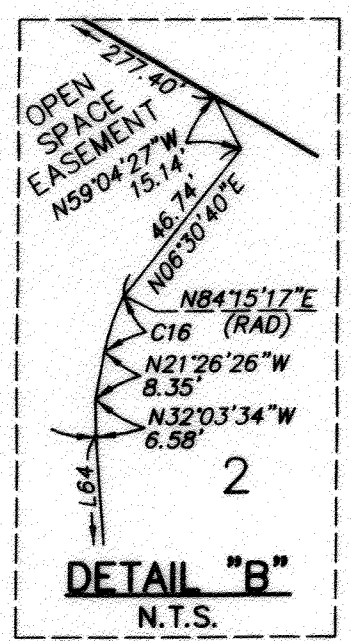 277.40'
OPEN
SPACE
EASEMENT
N59°04'27"W
15.14'
46.74'
N06°30'40"E
N84°15'17"E
(RAD)
C16
N21°26'26"W
8.35'
N32°03'34"W
6.58'
L64
2
DETAIL "B"
N.T.S.